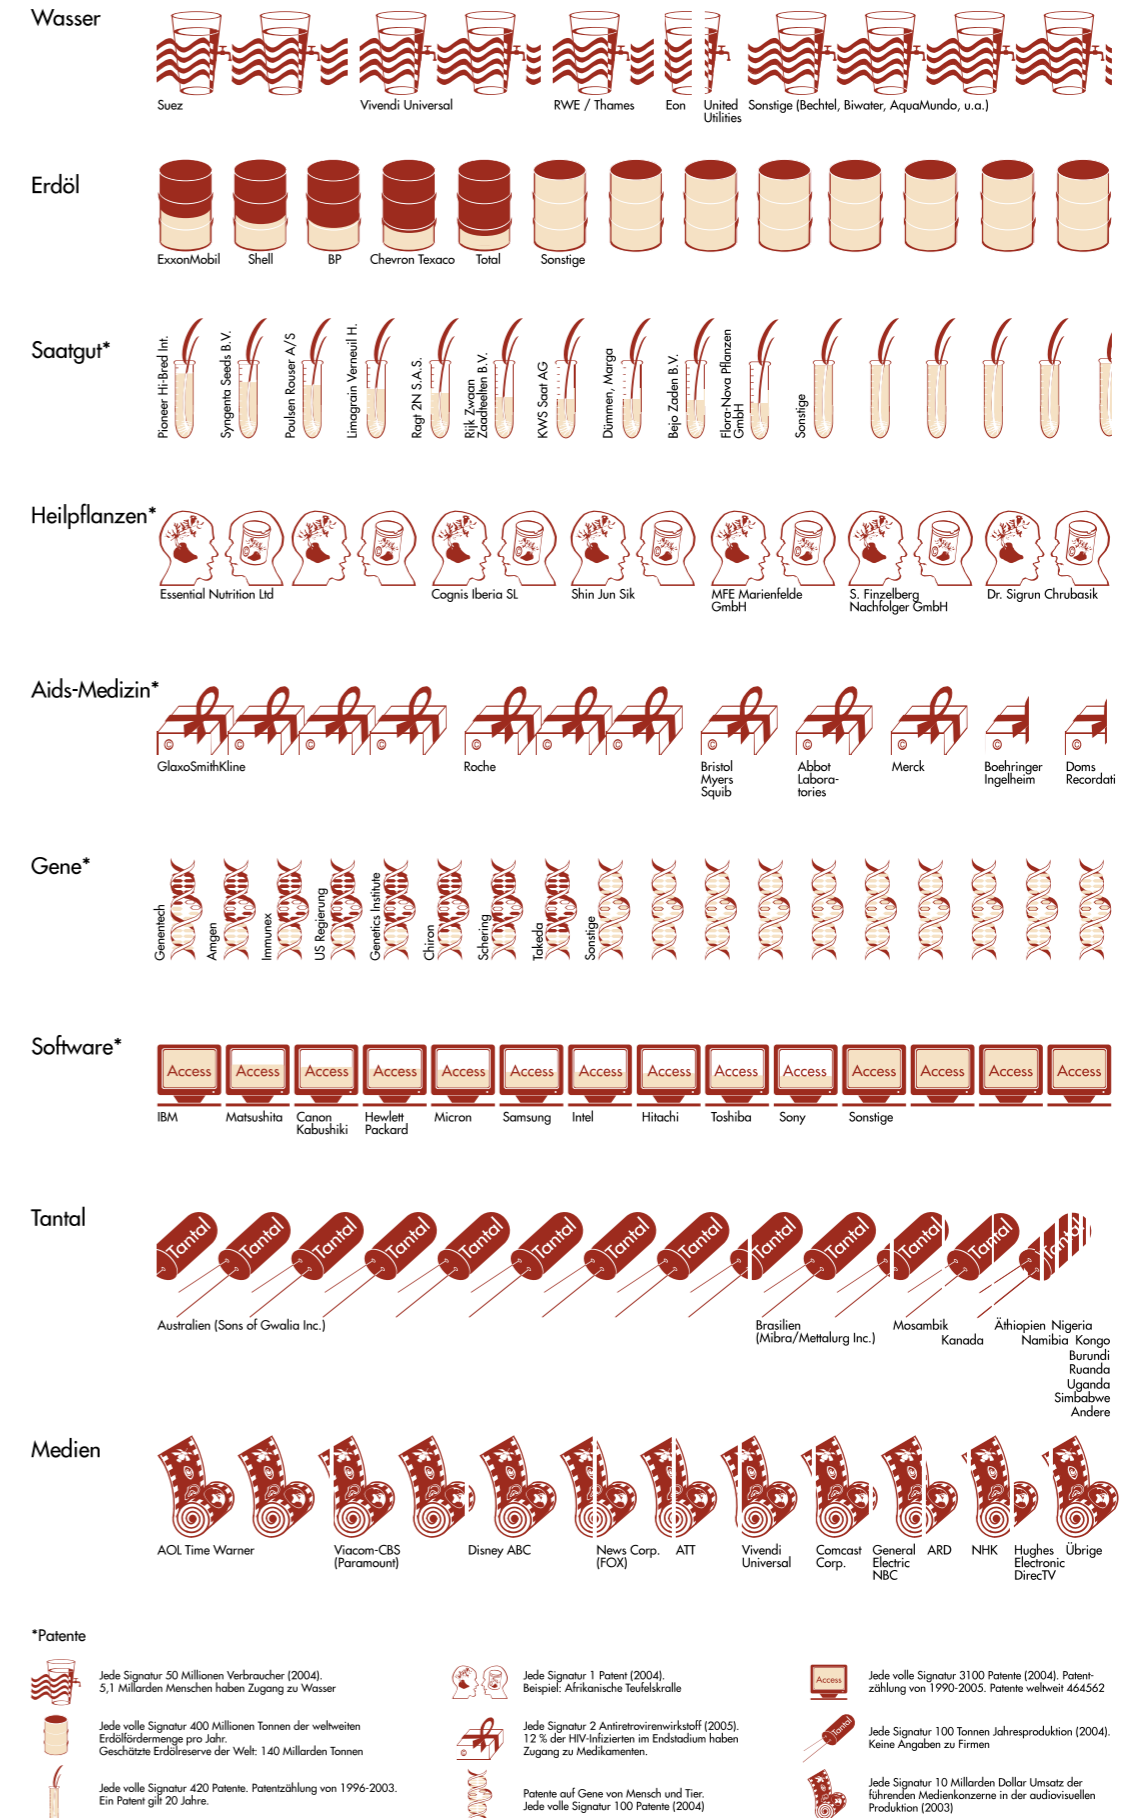 Wasser
Suez
Vivendi Universal
RWE / Thames
Eon
United
Utilities
Sonstige (Bechtel, Biwater, AquaMundo, u.a.)
Erdöl
ExxonMobil
Shell
BP
Chevron Texaco
Total
Sonstige
Saatgut*
Pioneer Hi-Bred Int.
Syngenta Seeds B.V.
Poulsen Rouser A/S
Limagrain Verneuil H.
Ragt 2N S.A.S.
Rijk Zwaan
Zaadteelten B.V.
KWS Saat AG
Dümmen, Marga
Bejo Zaden B.V.
Flora-Nova Pflanzen
GmbH
Sonstige
Heilpflanzen*
Essential Nutrition Ltd
Cognis Iberia SL
Shin Jun Sik
MFE Marienfelde
GmbH
S. Finzelberg
Nachfolger GmbH
Dr. Sigrun Chrubasik
Aids-Medizin*
© © © © © © © © © © © ©
GlaxoSmithKline
Roche
Bristol
Myers
Squib
Abbot
Labora-
tories
Merck
Boehringer
Ingelheim
Doms
Recordati
Gene*
Genentech
Amgen
Immunex
US Regierung
Genetics Institute
Chiron
Schering
Takeda
Sonstige
Software*
Access Access Access Access Access Access Access Access Access Access Access Access Access Access
IBM
Matsushita
Canon
Kabushiki
Hewlett
Packard
Micron
Samsung
Intel
Hitachi
Toshiba
Sony
Sonstige
Tantal
Tantal Tantal Tantal Tantal Tantal Tantal Tantal Tantal Tantal Tantal Tantal Tantal Tantal
Australien (Sons of Gwalia Inc.)
Brasilien
(Mibra/Mettalurg Inc.)
Mosambik
Kanada
Äthiopien Nigeria
Namibia Kongo
Burundi
Ruanda
Uganda
Simbabwe
Andere
Medien
AOL Time Warner
Viacom-CBS
(Paramount)
Disney ABC
News Corp.
(FOX)
ATT
Vivendi
Universal
Comcast
Corp.
General
Electric
NBC
ARD
NHK
Hughes
Electronic
DirecTV
Übrige
*Patente
Jede Signatur 50 Millionen Verbraucher (2004).
5,1 Millarden Menschen haben Zugang zu Wasser
Jede volle Signatur 400 Millionen Tonnen der weltweiten
Erdölfördermenge pro Jahr.
Geschätzte Erdölreserve der Welt: 140 Millarden Tonnen
Jede volle Signatur 420 Patente. Patentzählung von 1996-2003.
Ein Patent gilt 20 Jahre.
Jede Signatur 1 Patent (2004).
Beispiel: Afrikanische Teufelskralle
©
Jede Signatur 2 Antiretrovirenwirkstoff (2005).
12 % der HIV-Infizierten im Endstadium haben
Zugang zu Medikamenten.
Patente auf Gene von Mensch und Tier.
Jede volle Signatur 100 Patente (2004)
Access
Jede volle Signatur 3100 Patente (2004). Patent-
zählung von 1990-2005. Patente weltweit 464562
Tantal
Jede Signatur 100 Tonnen Jahresproduktion (2004).
Keine Angaben zu Firmen
Jede Signatur 10 Millarden Dollar Umsatz der
führenden Medienkonzerne in der audiovisuellen
Produktion (2003)